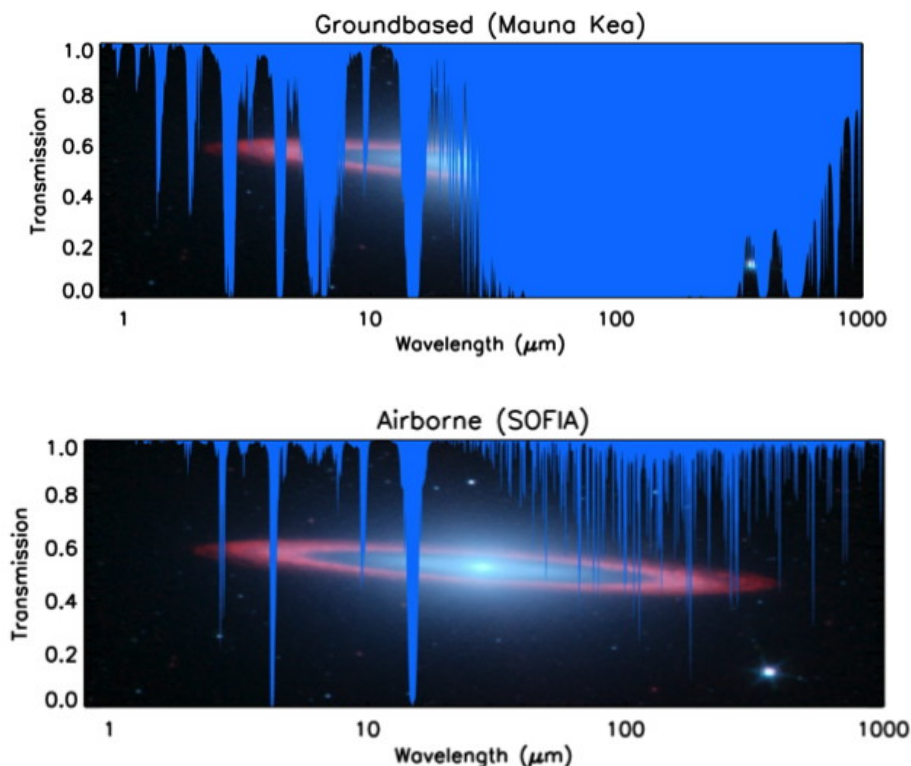 Groundbased (Mauna Kea)
1.0
0.8
0.6
0.4
0.2
0.0
Transmission
1 10 100 1000
Wavelength (μm)
Airborne (SOFIA)
1.0
0.8
0.6
0.4
0.2
0.0
Transmission
1 10 100 1000
Wavelength (μm)